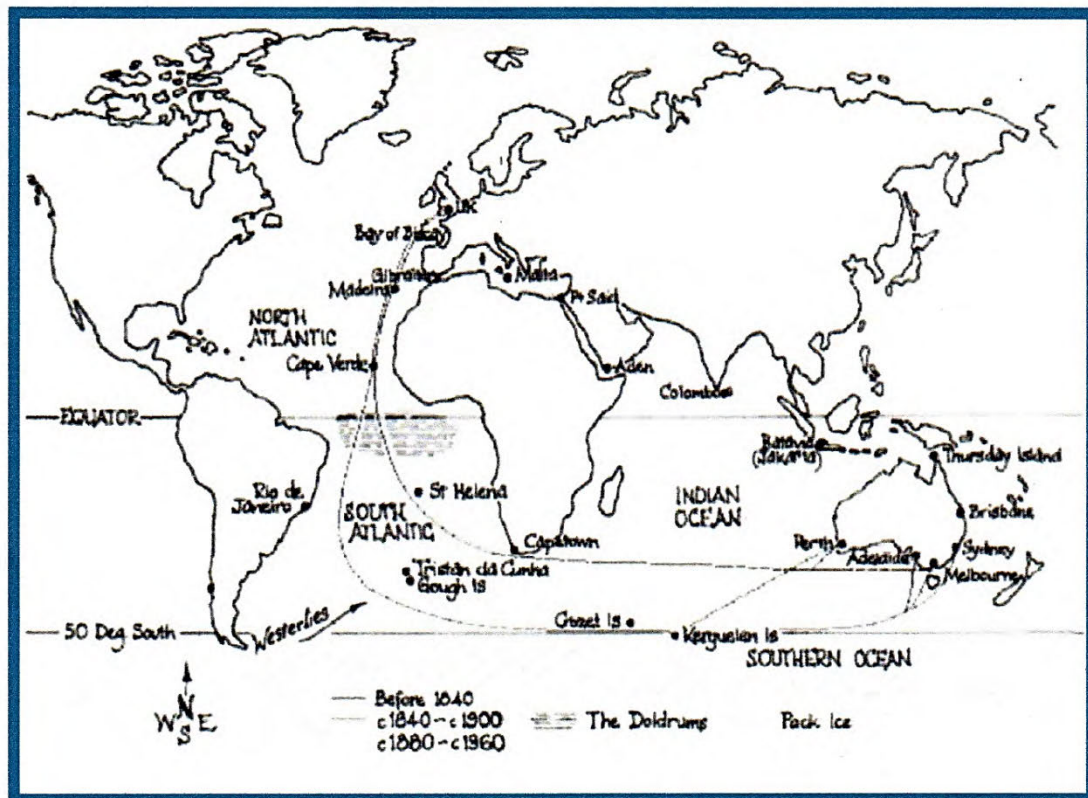 UK
Bay of Biscay
Gibraltar
Malta
Madeira
Pt Said
NORTH
ATLANTIC
Cape Verde
Aden
Colombo
EQUATOR
Batavia
(Jakarta)
Thursday Island
St Helena
Rio de
Janeiro
INDIAN
OCEAN
SOUTH
ATLANTIC
Brisbane
Capetown
Perth
Adelaide
Sydney
Melbourne
Tristan da Cunha
Gough Is
Westerlies
Crozet Is
50 Deg South
Kerguelen Is
SOUTHERN OCEAN
N
W E
S
Before 1840
c1840-c1900
c1880-c1960
The Doldrums
Pack Ice